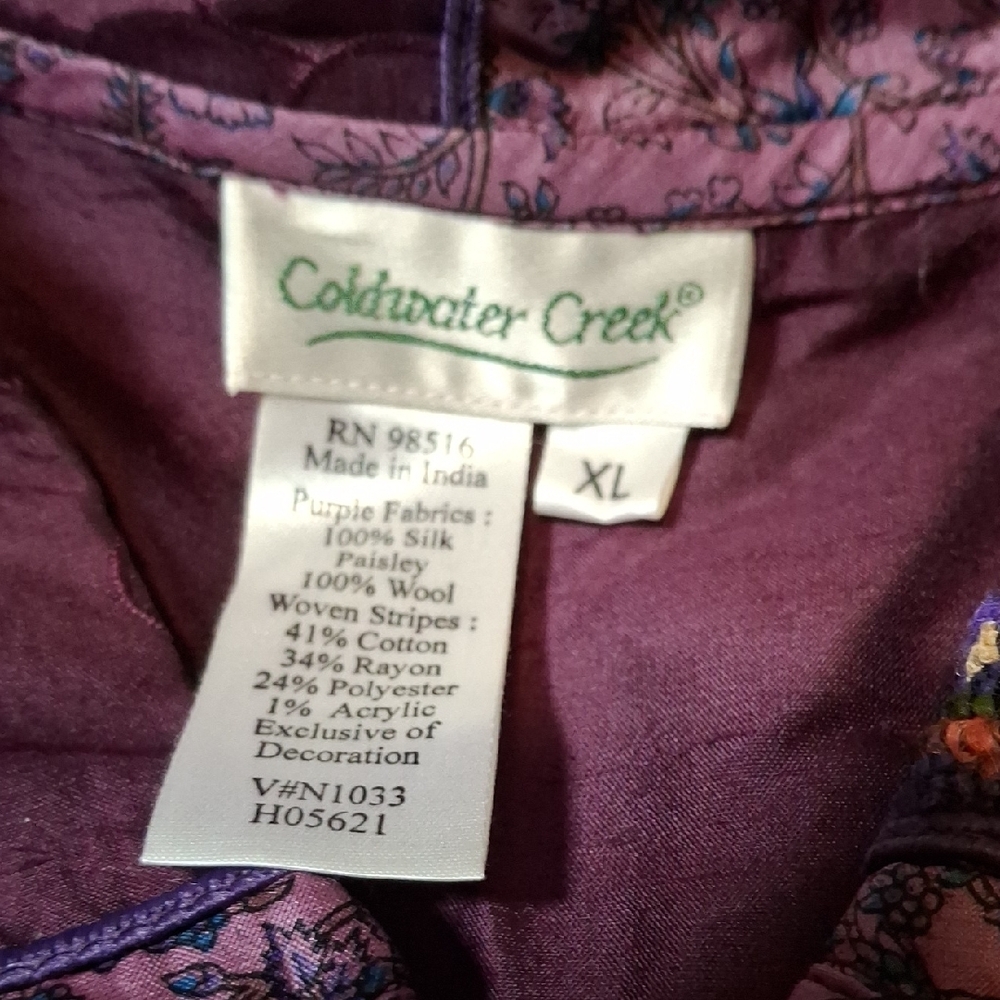 Coldwater Creek®
XL
RN 98516
Made in India
Purple Fabrics :
100% Silk
Paisley
100% Wool
Woven Stripes :
41% Cotton
34% Rayon
24% Polyester
1% Acrylic
Exclusive of
Decoration
V#N1033
H05621